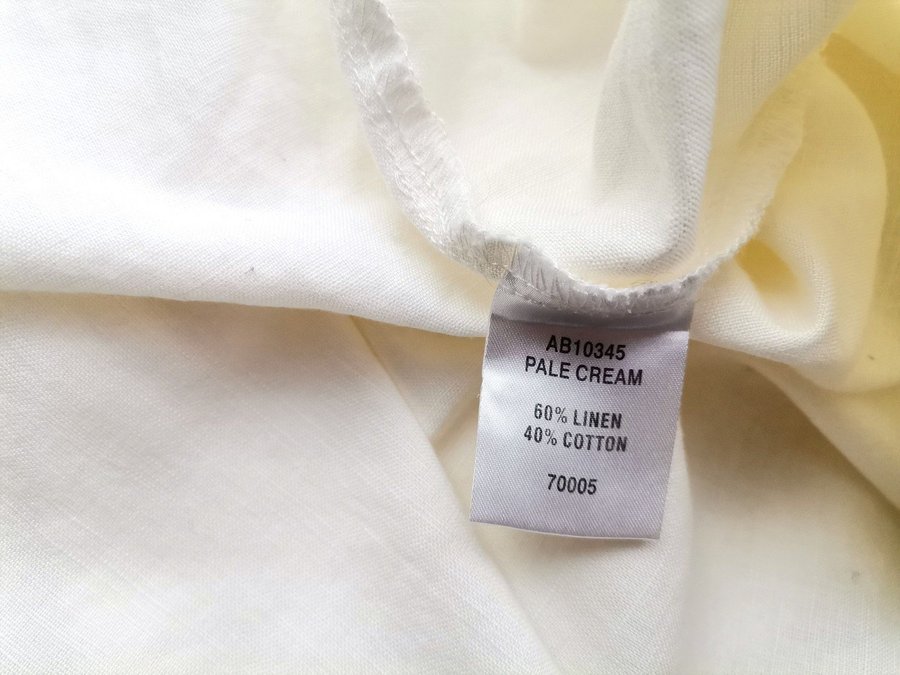 AB10345
PALE CREAM
60% LINEN
40% COTTON
70005